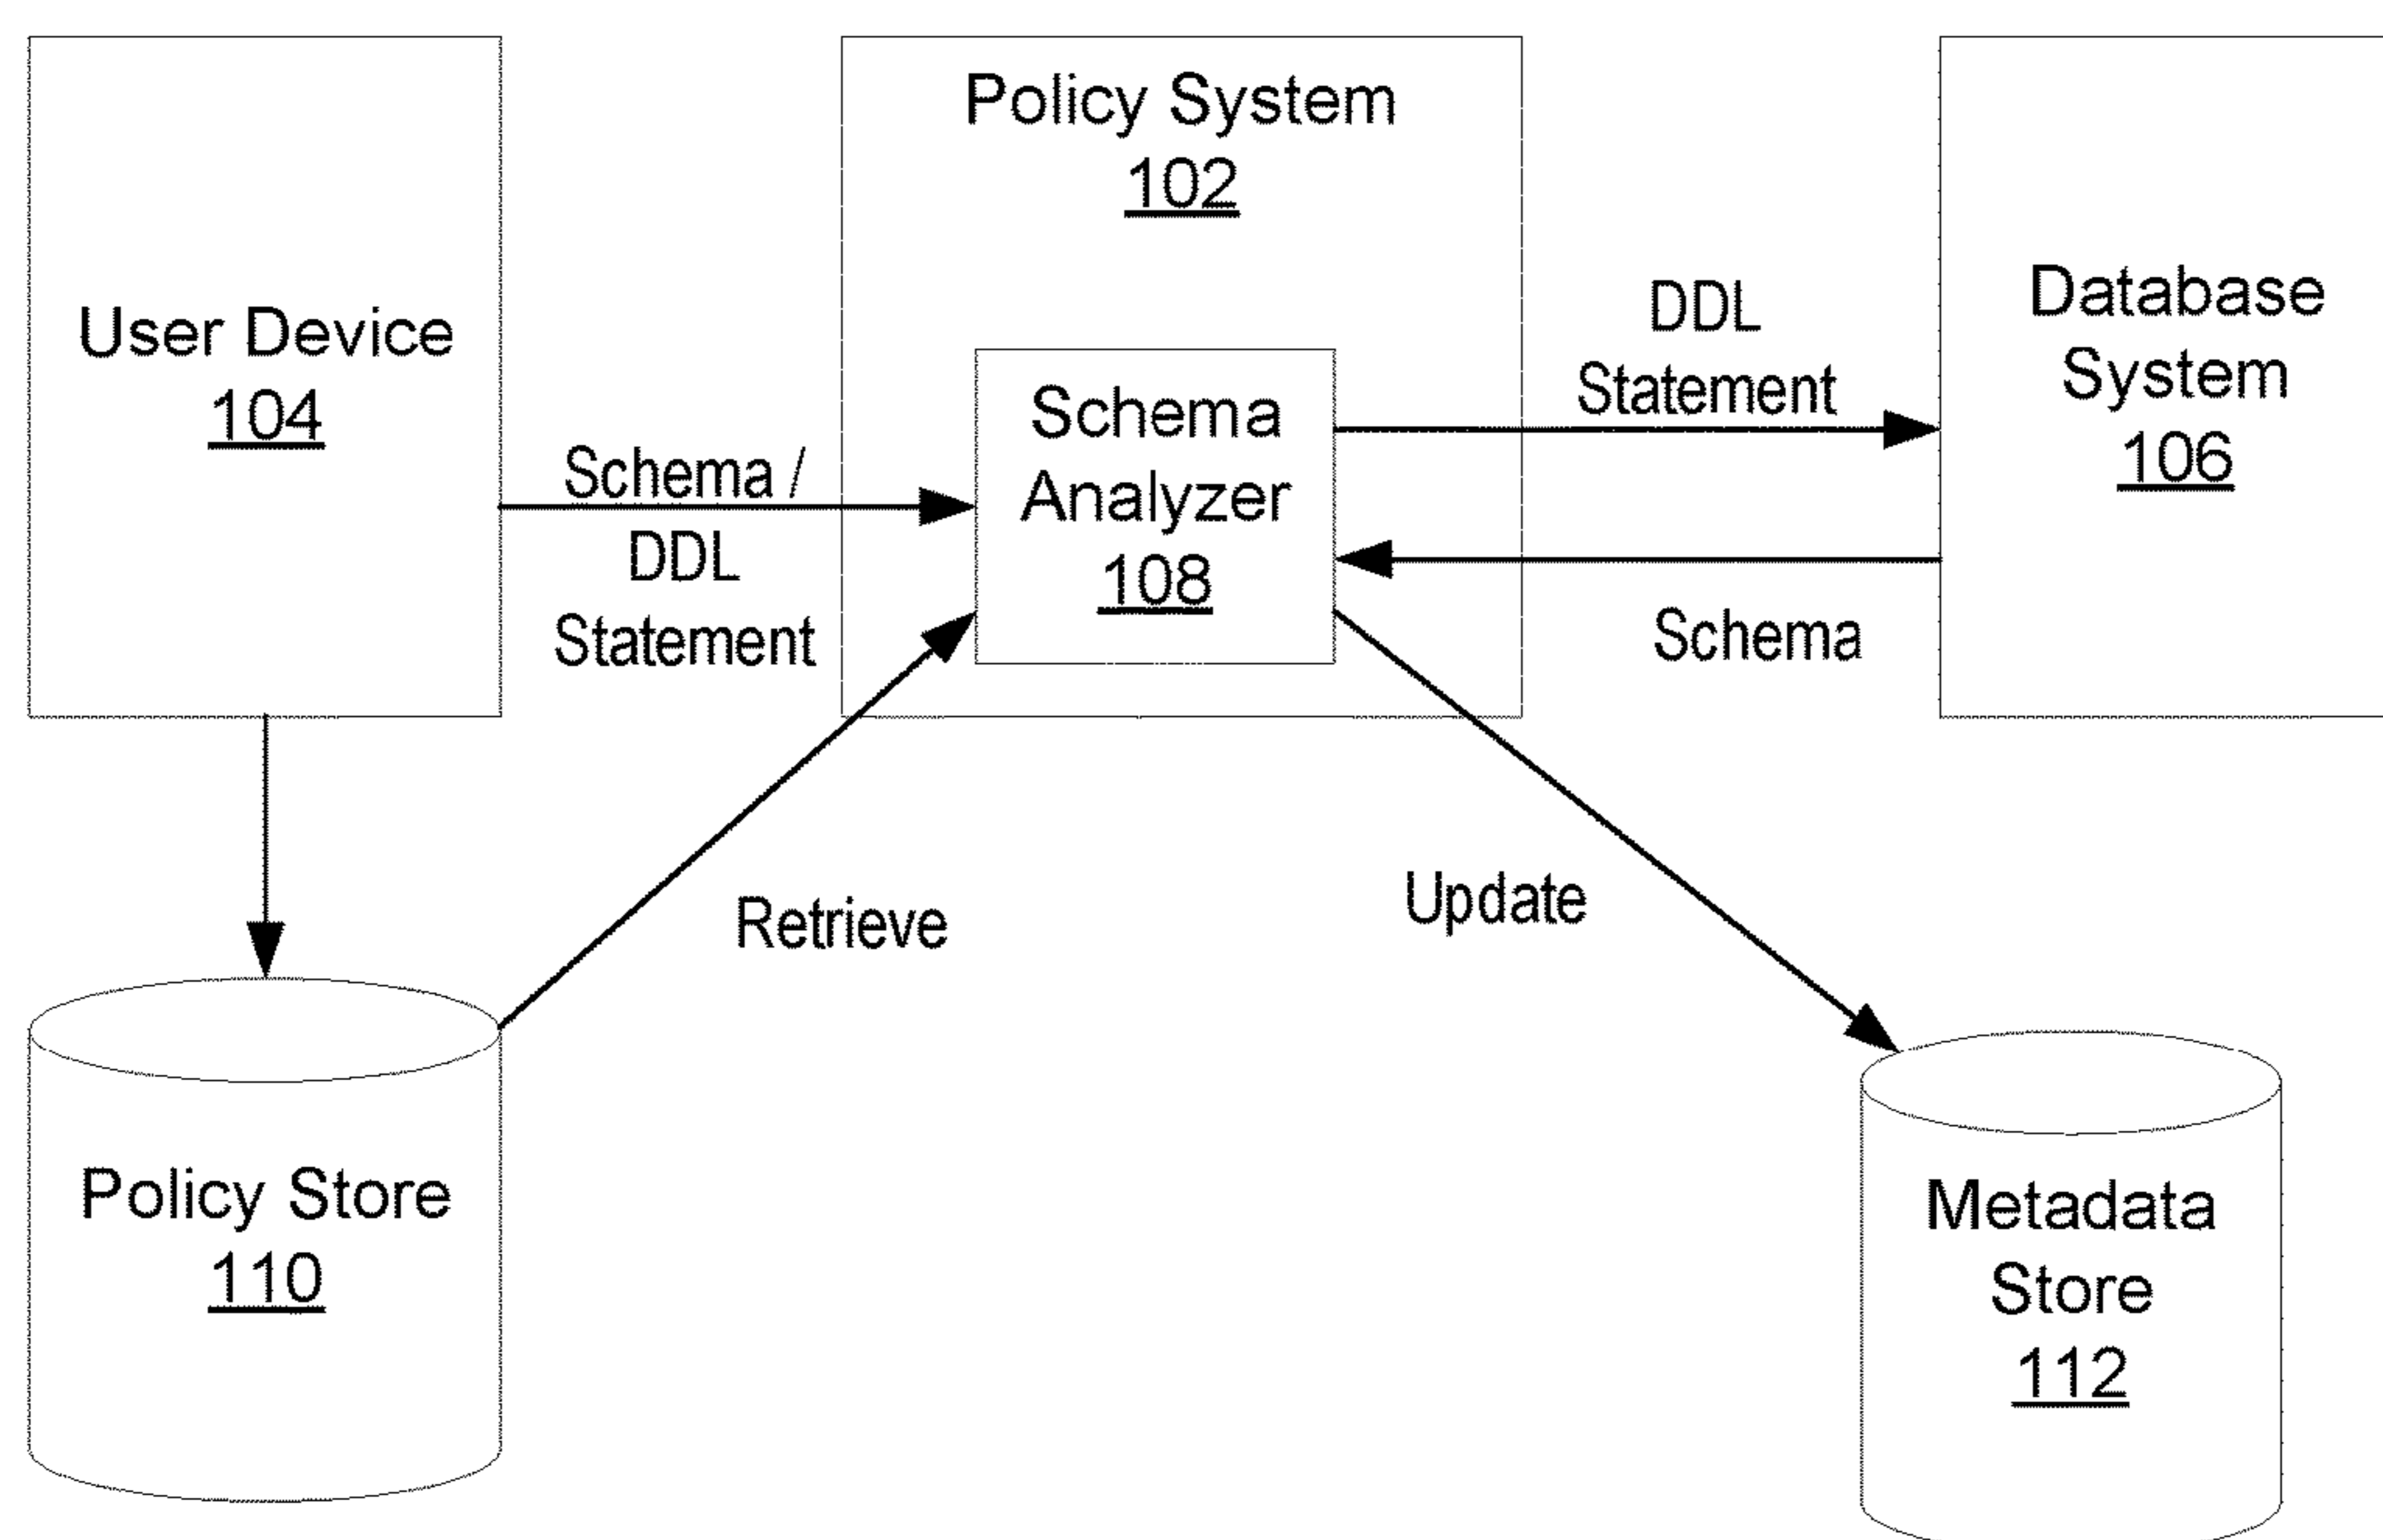 Policy System
102
User Device
104
Schema /
DDL
Statement
Schema
Analyzer
108
DDL
Statement
Schema
Database
System
106
Retrieve
Update
Policy Store
110
Metadata
Store
112